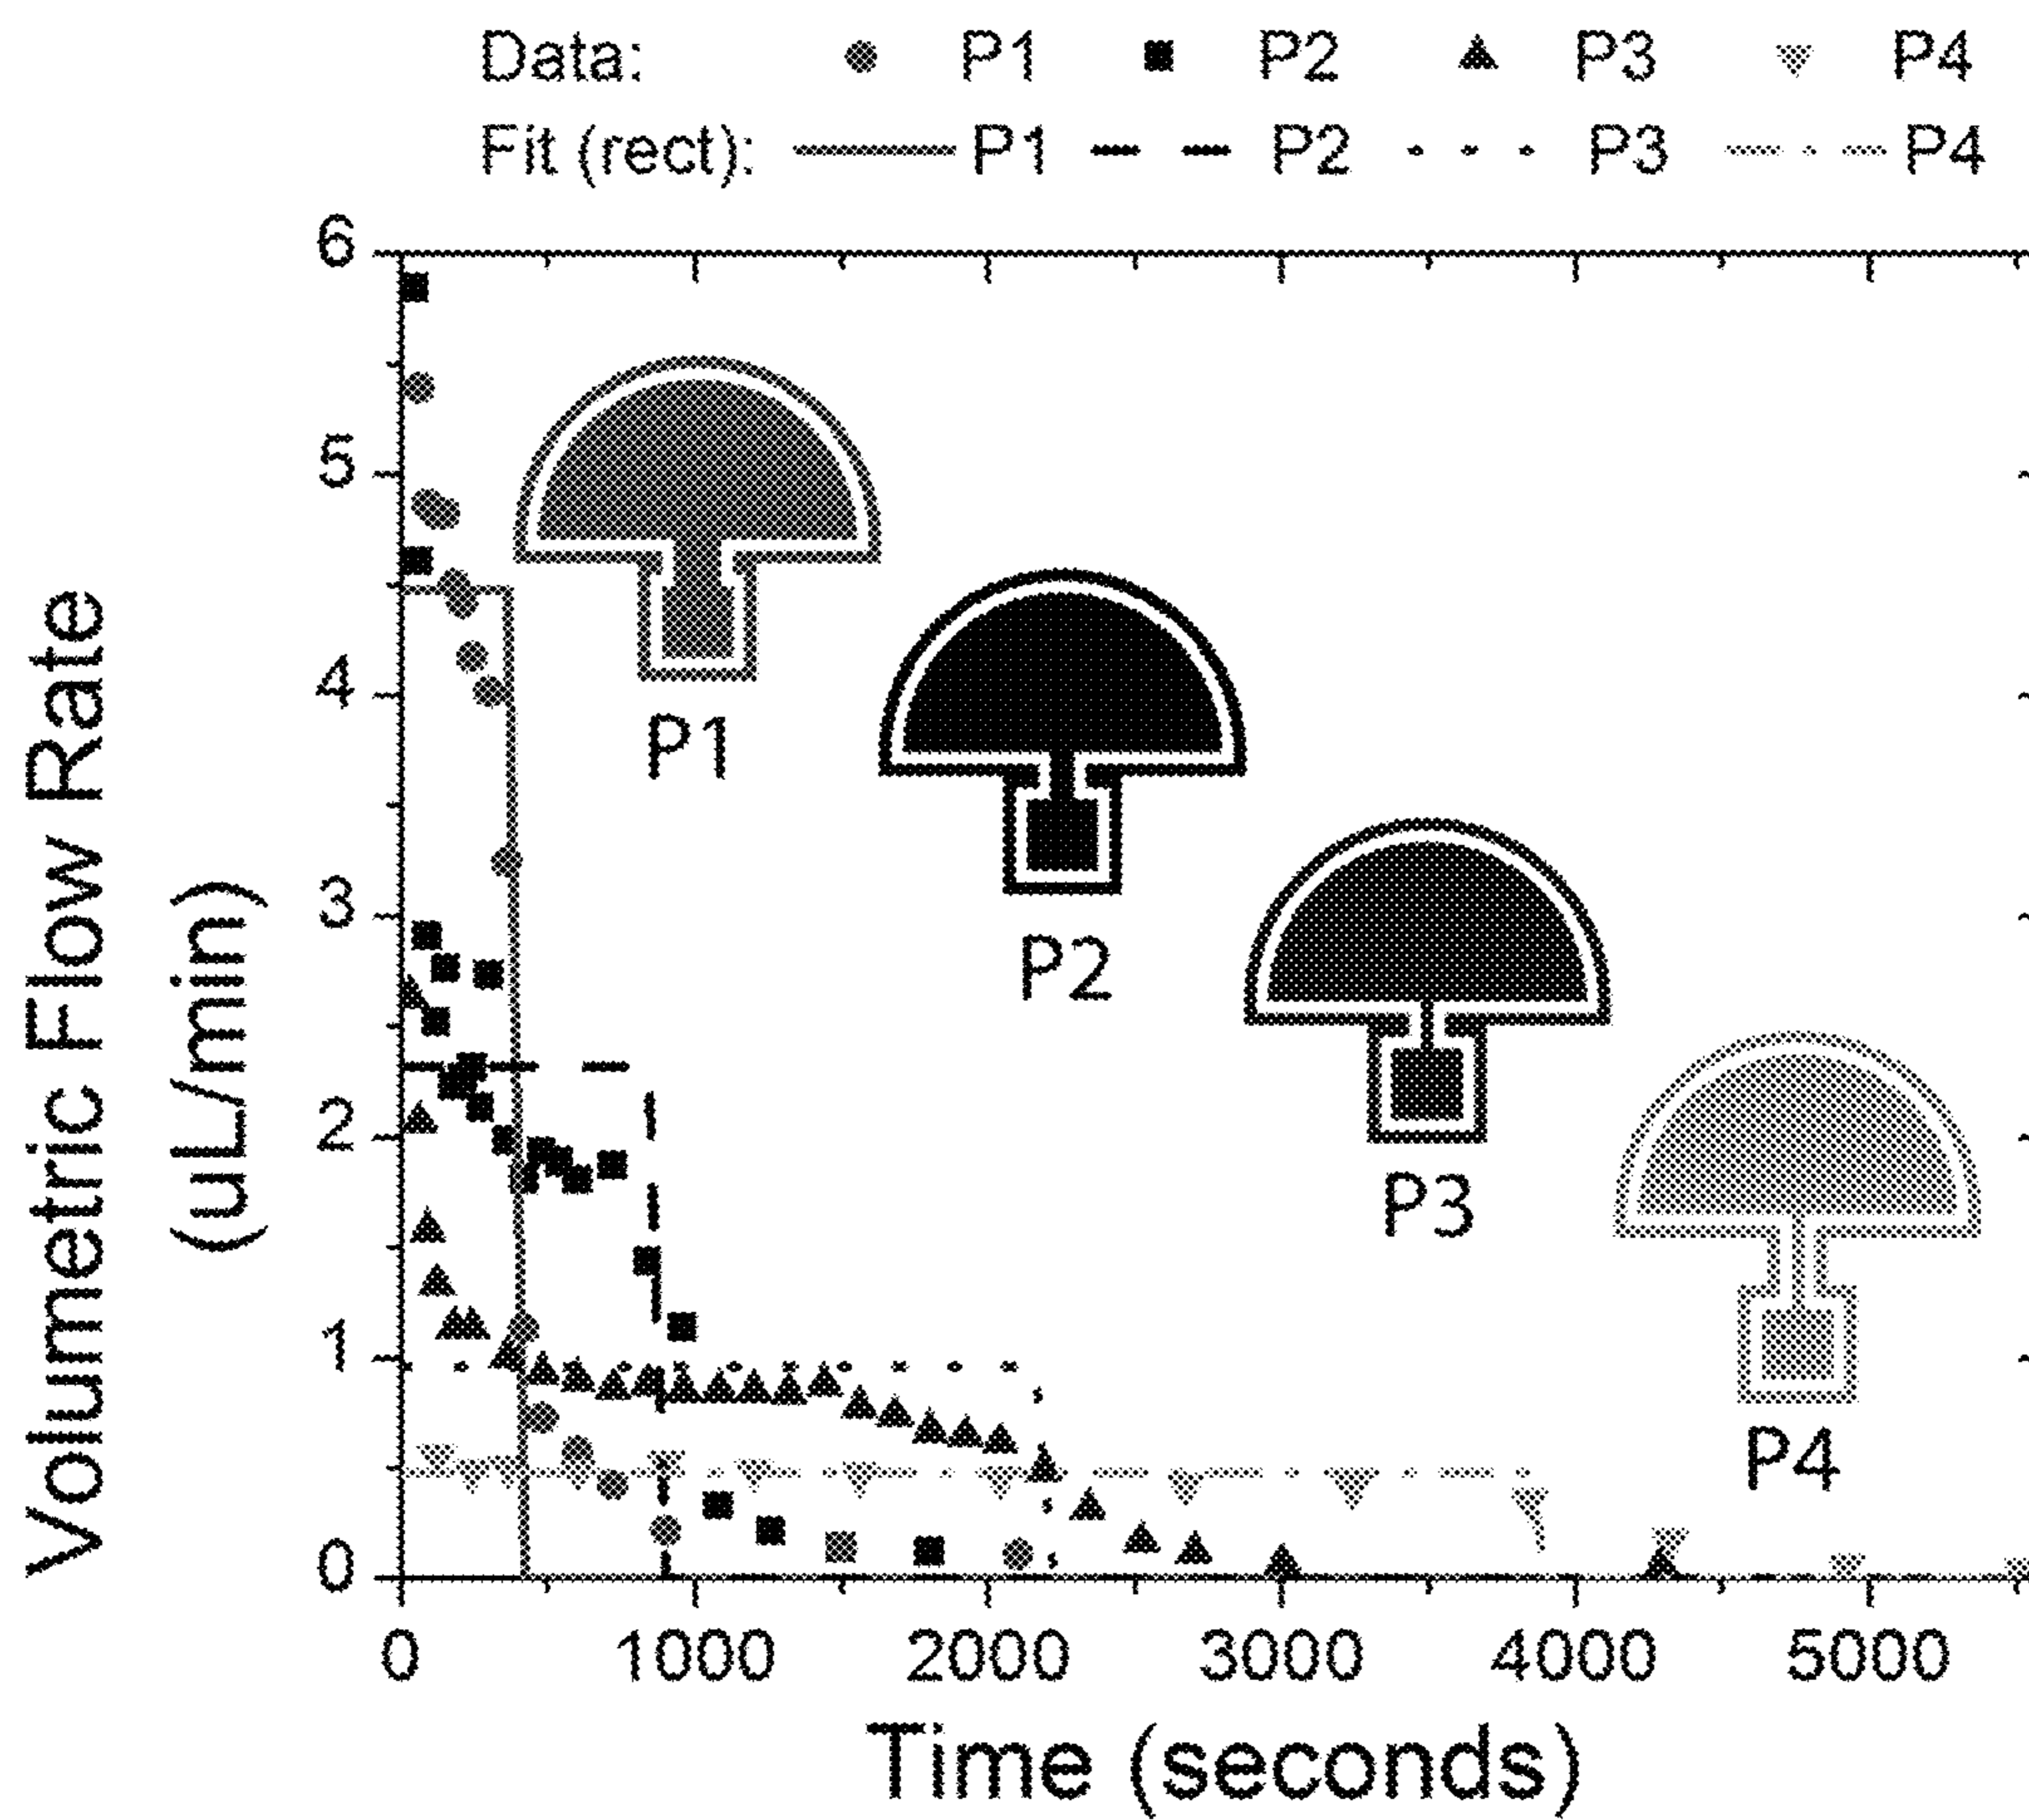 Data: P1 P2 P3 P4
Fit (rect): P1 P2 P3 P4
Volumetric Flow Rate
(uL/min)
6
5
4
3
2
1
0
P1
P2
P3
P4
0 1000 2000 3000 4000 5000
Time (seconds)